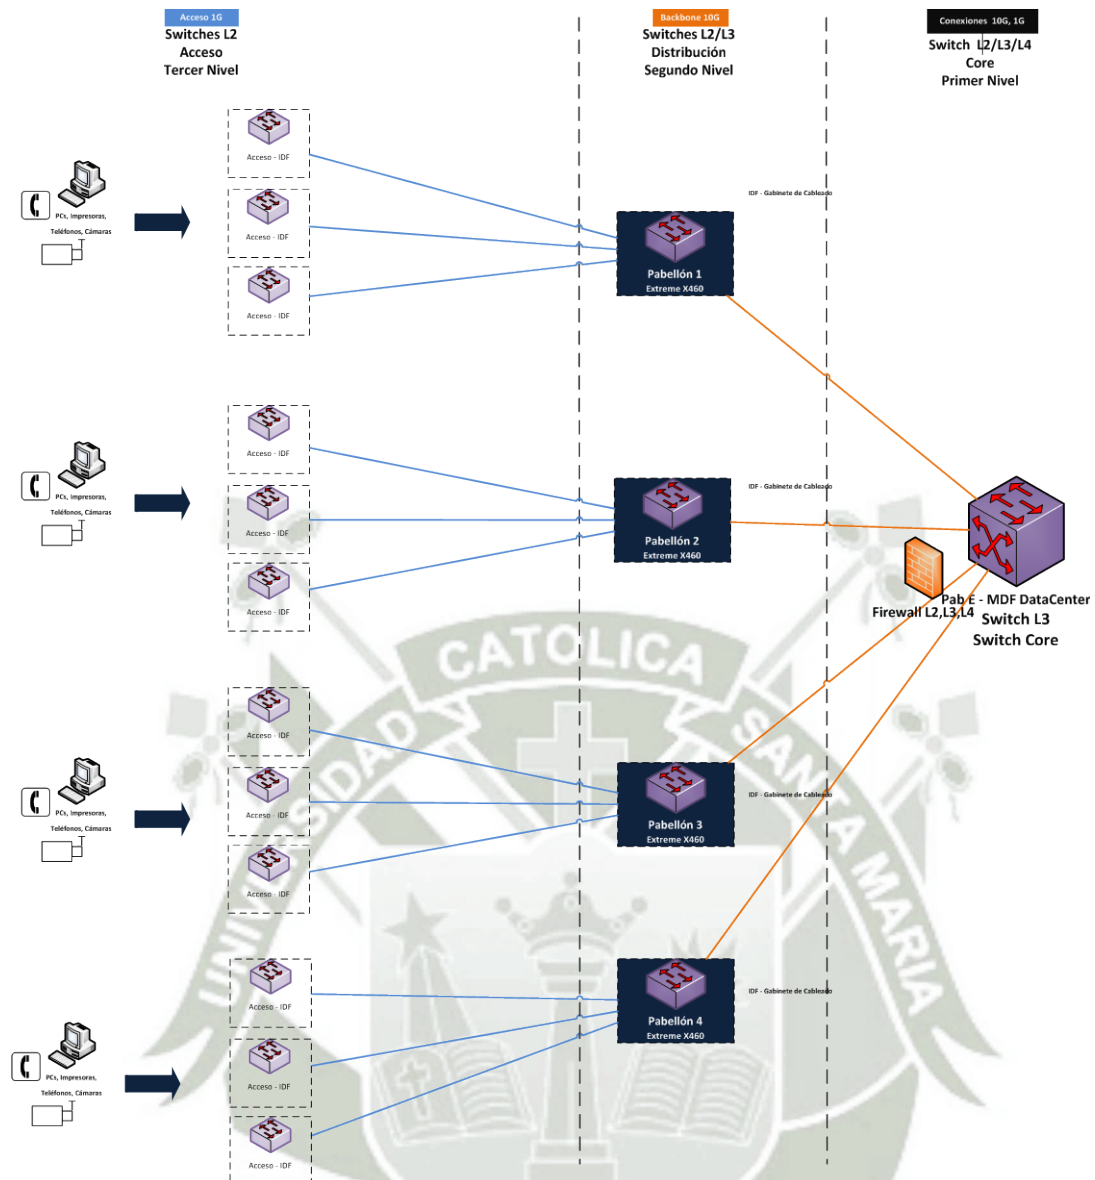 Acceso 1G
Switches L2
Acceso
Tercer Nivel
Backbone 10G
Switches L2/L3
Distribución
Segundo Nivel
Conexiones 10G, 1G
Switch L2/L3/L4
Core
Primer Nivel
Acceso - IDF
Acceso - IDF
Acceso - IDF
PCs, Impresoras,
Teléfonos, Cámaras
IDF - Gabinete de Cableado
Pabellón 1
Extreme X460
Acceso - IDF
Acceso - IDF
Acceso - IDF
PCs, Impresoras,
Teléfonos, Cámaras
IDF - Gabinete de Cableado
Pabellón 2
Extreme X460
Pab E - MDF DataCenter
Firewall L2,L3,L4
Switch L3
Switch Core
Acceso - IDF
Acceso - IDF
Acceso - IDF
PCs, Impresoras,
Teléfonos, Cámaras
IDF - Gabinete de Cableado
Pabellón 3
Extreme X460
Acceso - IDF
Acceso - IDF
Acceso - IDF
PCs, Impresoras,
Teléfonos, Cámaras
IDF - Gabinete de Cableado
Pabellón 4
Extreme X460
UNIVERSIDAD CATOLICA SANTA MARIA